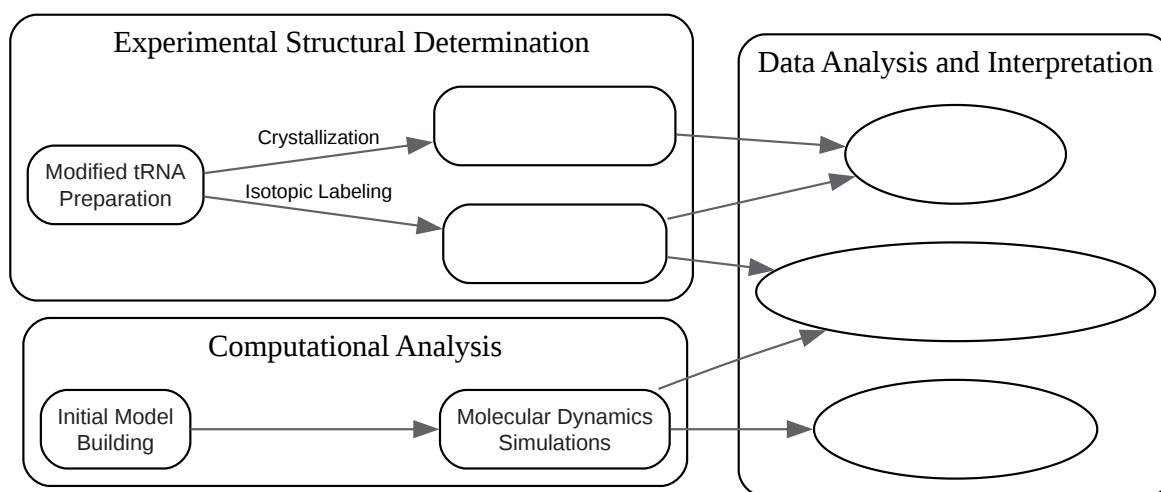 Experimental Structural Determination
Crystallization
Modified tRNA
Preparation
Isotopic Labeling
Computational Analysis
Initial Model
Building
Molecular Dynamics
Simulations
Data Analysis and Interpretation